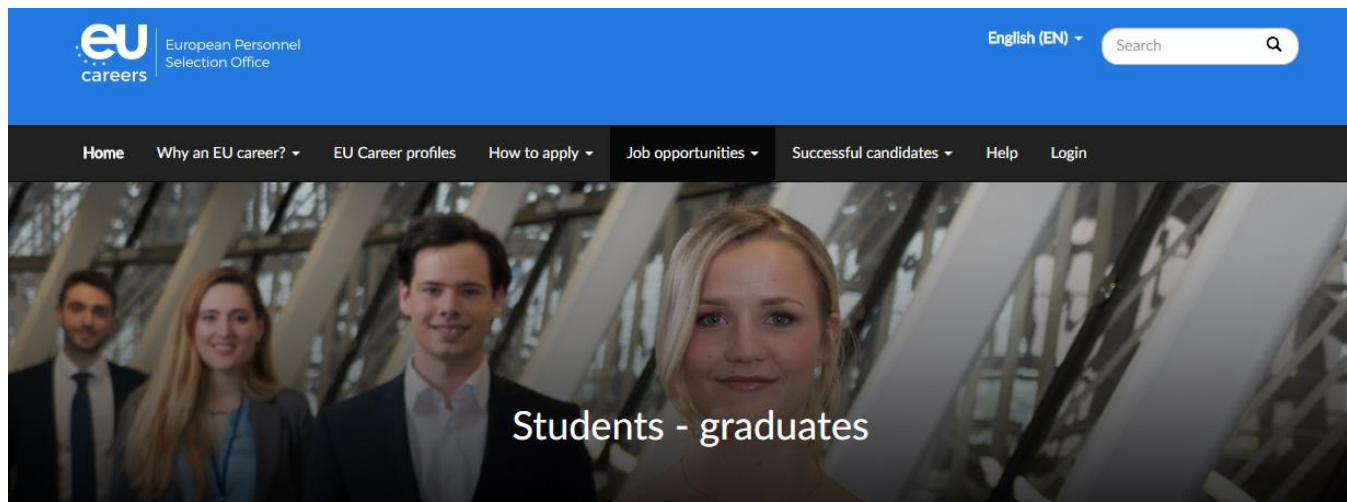 eu
careers
European Personnel
Selection Office
English (EN)
Search
Home Why an EU career? EU Career profiles How to apply Job opportunities Successful candidates Help Login
Students - graduates